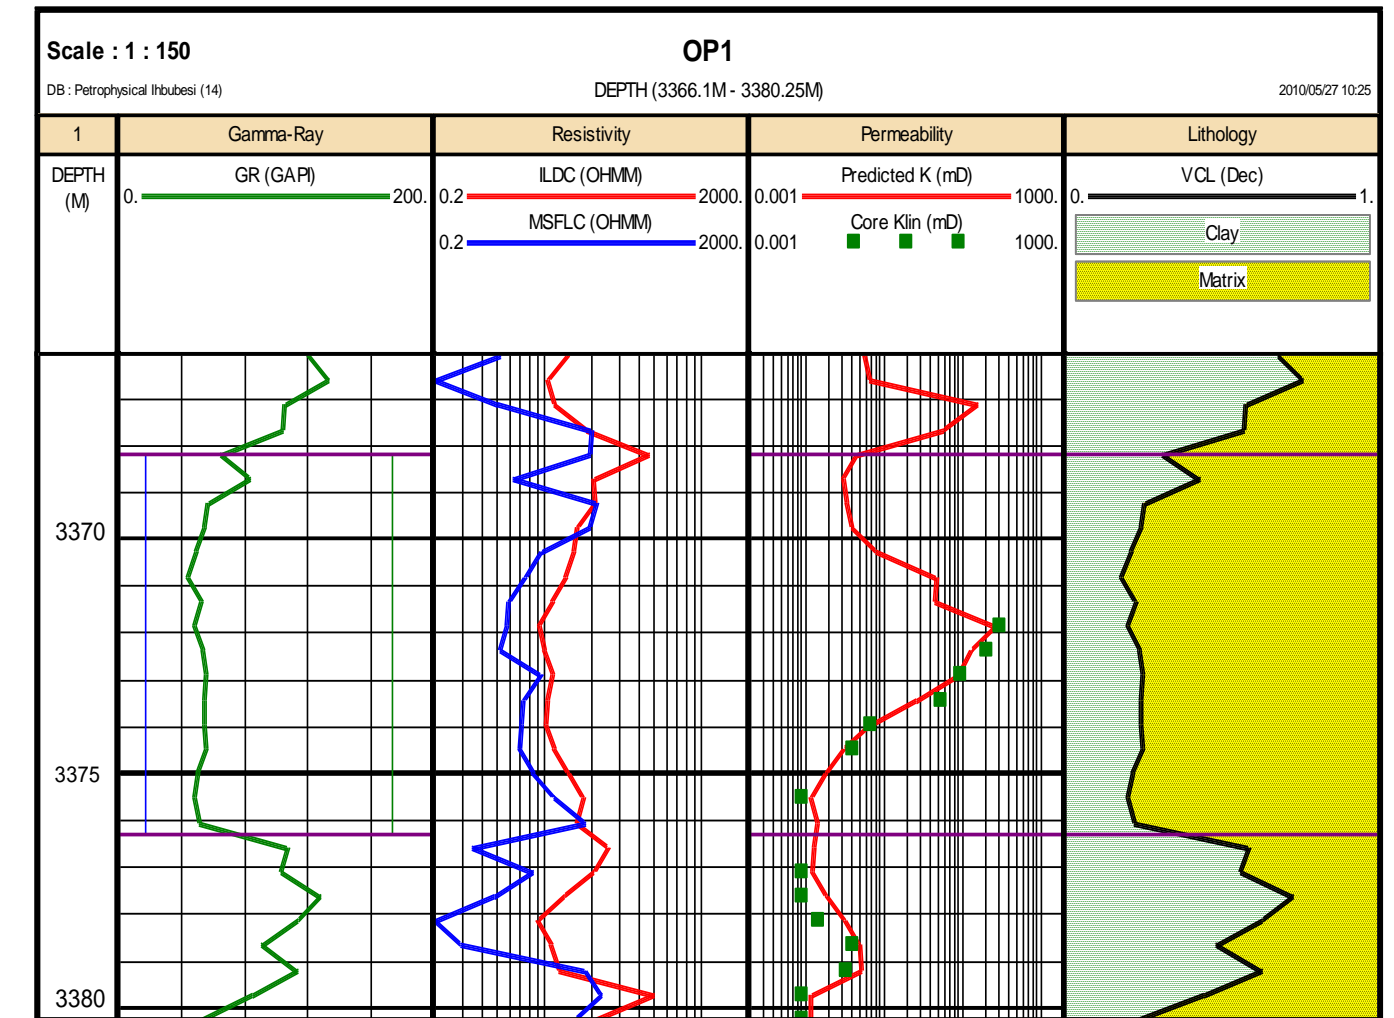 Scale : 1 : 150
OP1
DB : Petrophysical Ihbubesi (14)
DEPTH (3366.1M - 3380.25M)
2010/05/27 10:25
1
Gamma-Ray
Resistivity
Permeability
Lithology
DEPTH
(M)
GR (GAPI)
0.
200.
ILDC (OHMM)
0.2
2000.
MSFLC (OHMM)
0.2
2000.
Predicted K (mD)
0.001
1000.
Core Klin (mD)
0.001
1000.
VCL (Dec)
0.
1.
Clay
Matrix
3370
3375
3380